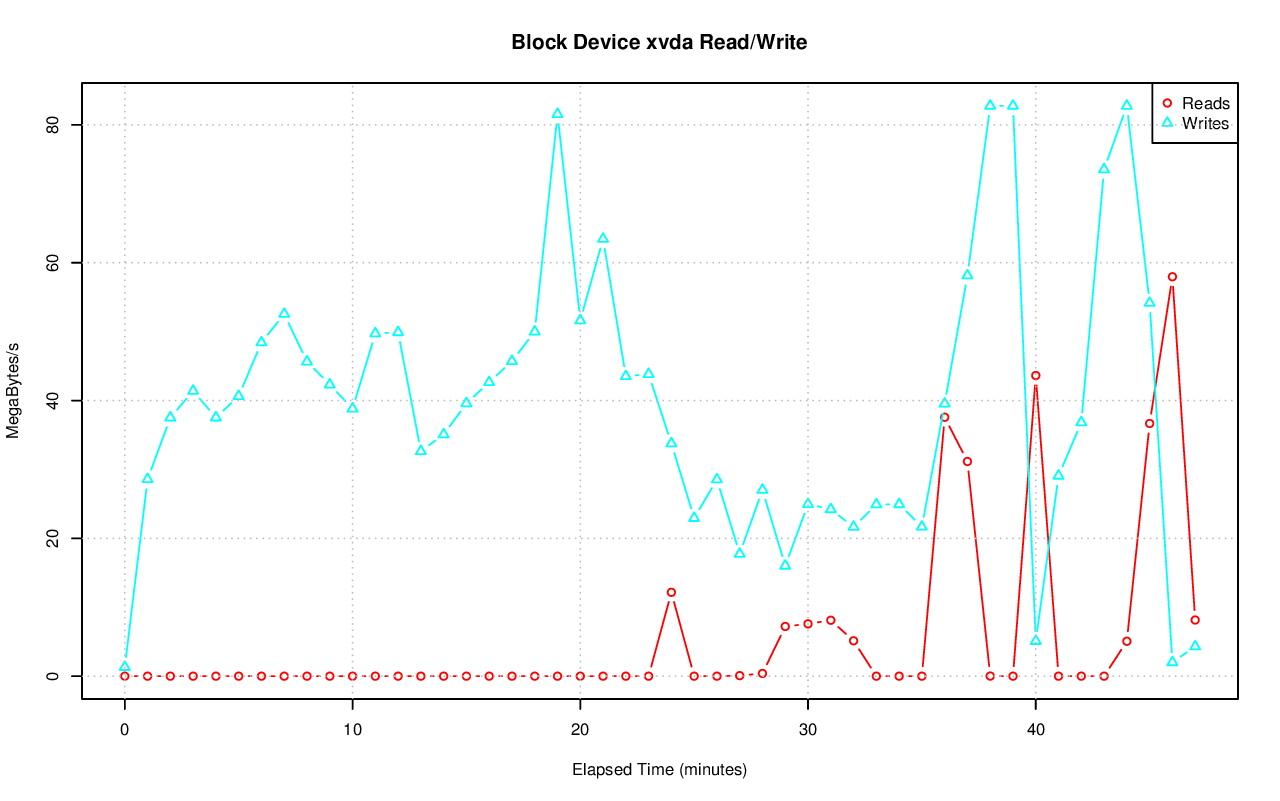 Block Device xvda Read/Write
Reads
Writes
80
60
40
20
0
MegaBytes/s
0 10 20 30 40
Elapsed Time (minutes)